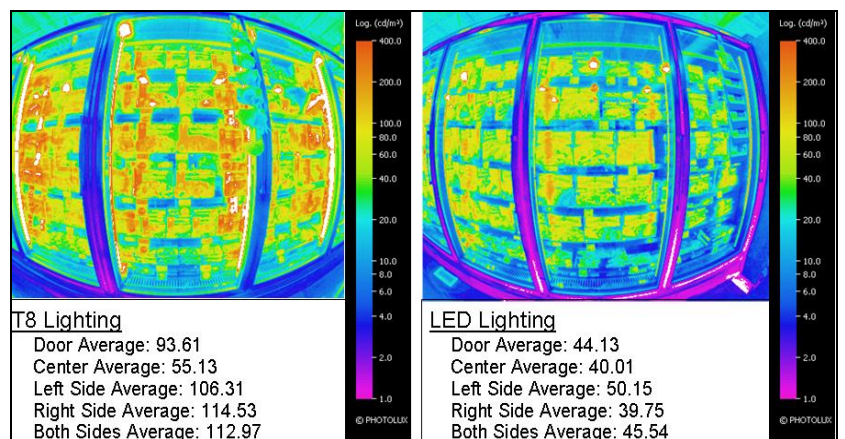 Log. (cd/m²)
400.0
200.0
100.0
80.0
60.0
40.0
20.0
10.0
8.0
6.0
4.0
2.0
1.0
© PHOTOLUX
T8 Lighting
Door Average: 93.61
Center Average: 55.13
Left Side Average: 106.31
Right Side Average: 114.53
Both Sides Average: 112.97
Log. (cd/m²)
400.0
200.0
100.0
80.0
60.0
40.0
20.0
10.0
8.0
6.0
4.0
2.0
1.0
© PHOTOLUX
LED Lighting
Door Average: 44.13
Center Average: 40.01
Left Side Average: 50.15
Right Side Average: 39.75
Both Sides Average: 45.54